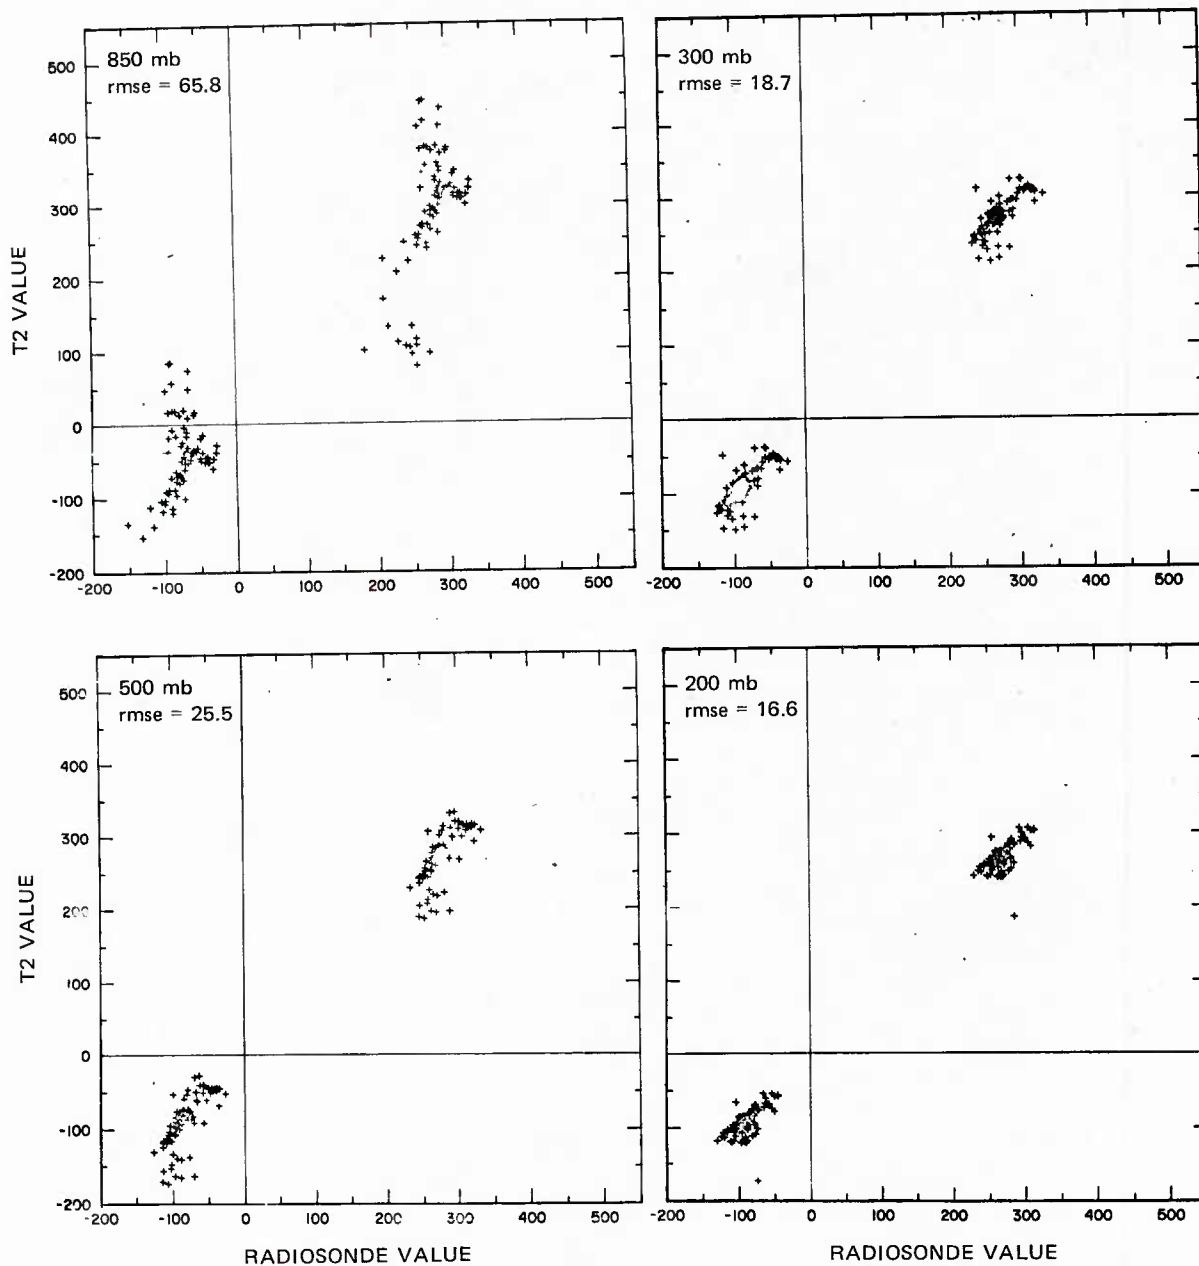 850 mb
rmse = 65.8
500
400
300
200
100
0
-100
-200
T2 VALUE
-200 -100 0 100 200 300 400 500
300 mb
rmse = 18.7
-200 -100 0 100 200 300 400 500
500 mb
rmse = 25.5
500
400
300
200
100
0
-100
-200
T2 VALUE
-200 -100 0 100 200 300 400 500
RADIOSONDE VALUE
200 mb
rmse = 16.6
-200 -100 0 100 200 300 400 500
RADIOSONDE VALUE